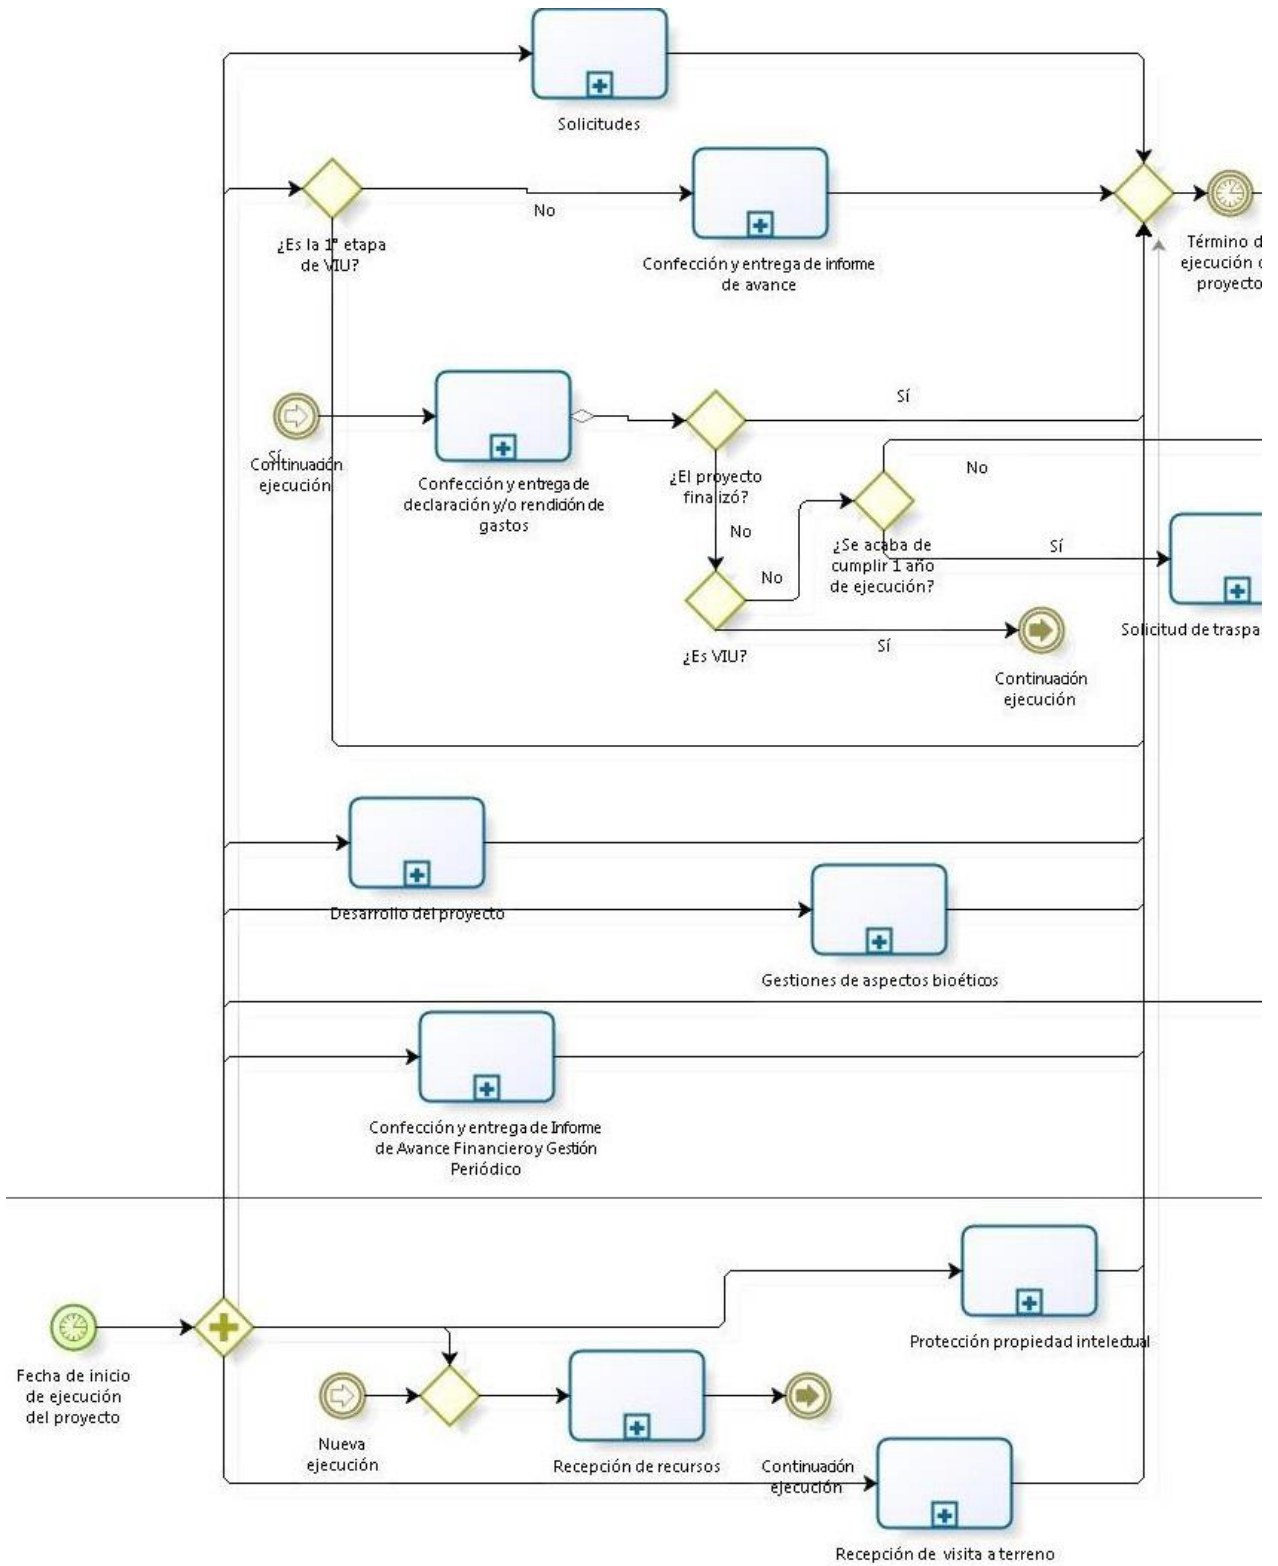 Solicitudes
¿Es la 1° etapa
de VIU?
No
Confección y entrega de informe
de avance
Término d
ejecución
proyecto
Sí
Continuación
ejecución
Confección y entrega de
declaración y/o rendición de
gastos
¿El proyecto
finalizó?
Sí
No
No
¿Se acaba de
cumplir 1 año
de ejecución?
No
Sí
Solicitud de traspa
¿Es VIU?
Sí
Continuación
ejecución
Desarrollo del proyecto
Gestiones de aspectos bioéticos
Confección y entrega de Informe
de Avance Financiero y Gestión
Periódico
Fecha de inicio
de ejecución
del proyecto
Protección propiedad intelectual
Nueva
ejecución
Recepción de recursos
Continuación
ejecución
Recepción de visita a terreno